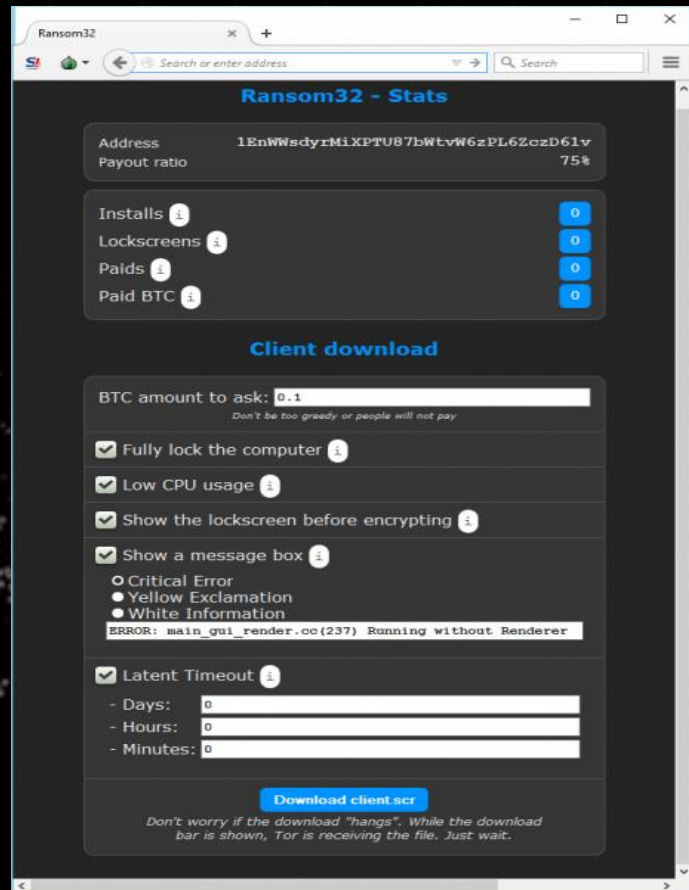 Ransom32
Search or enter address
Search
Ransom32 - Stats
Address 1EnWWsdyrMiXPTU87bWtvW6zPL6ZczD61v
Payout ratio 75%
Installs i 0
Lockscreens i 0
Paids i 0
Paid BTC i 0
Client download
BTC amount to ask: 0.1
Don't be too greedy or people will not pay
Fully lock the computer i
Low CPU usage i
Show the lockscreen before encrypting i
Show a message box i
Critical Error
Yellow Exclamation
White Information
ERROR: main_gui_render.cc(237) Running without Renderer
Latent Timeout i
- Days: 0
- Hours: 0
- Minutes: 0
Download client.scr
Don't worry if the download "hangs". While the download
bar is shown, Tor is receiving the file. Just wait.